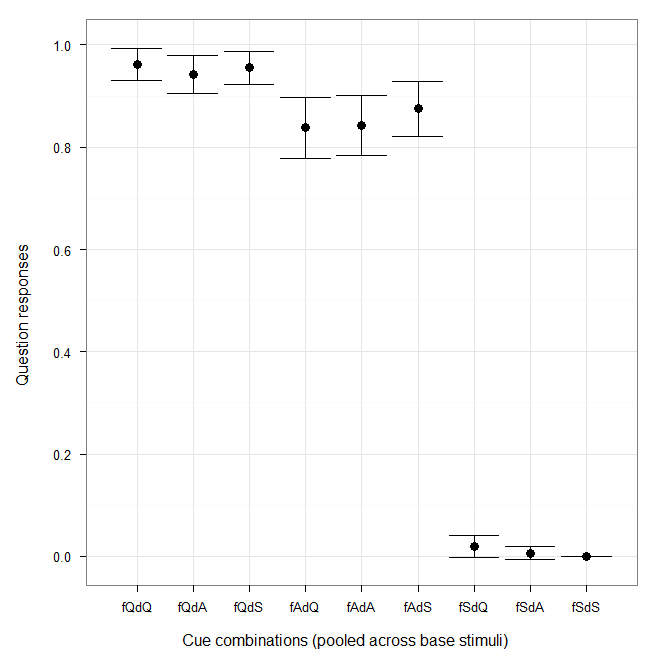 1.0
0.8
0.6
0.4
0.2
0.0
Question responses
fQdQ fQdA fQdS fAdQ fAdA fAdS fSdQ fSdA fSdS
Cue combinations (pooled across base stimuli)